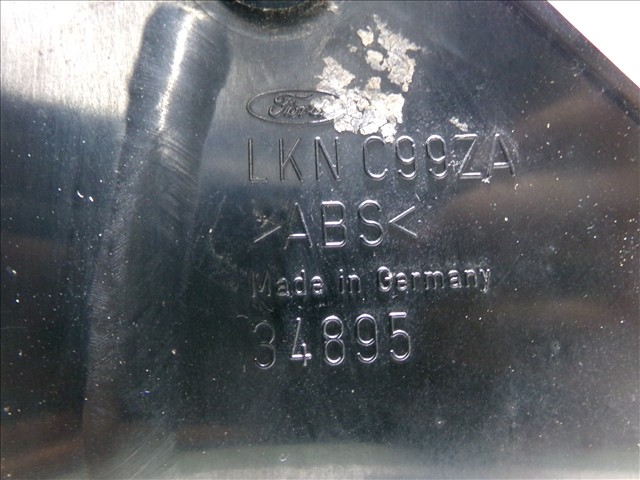 Ford
LKN C99ZA
>ABS<
Made in Germany
34895